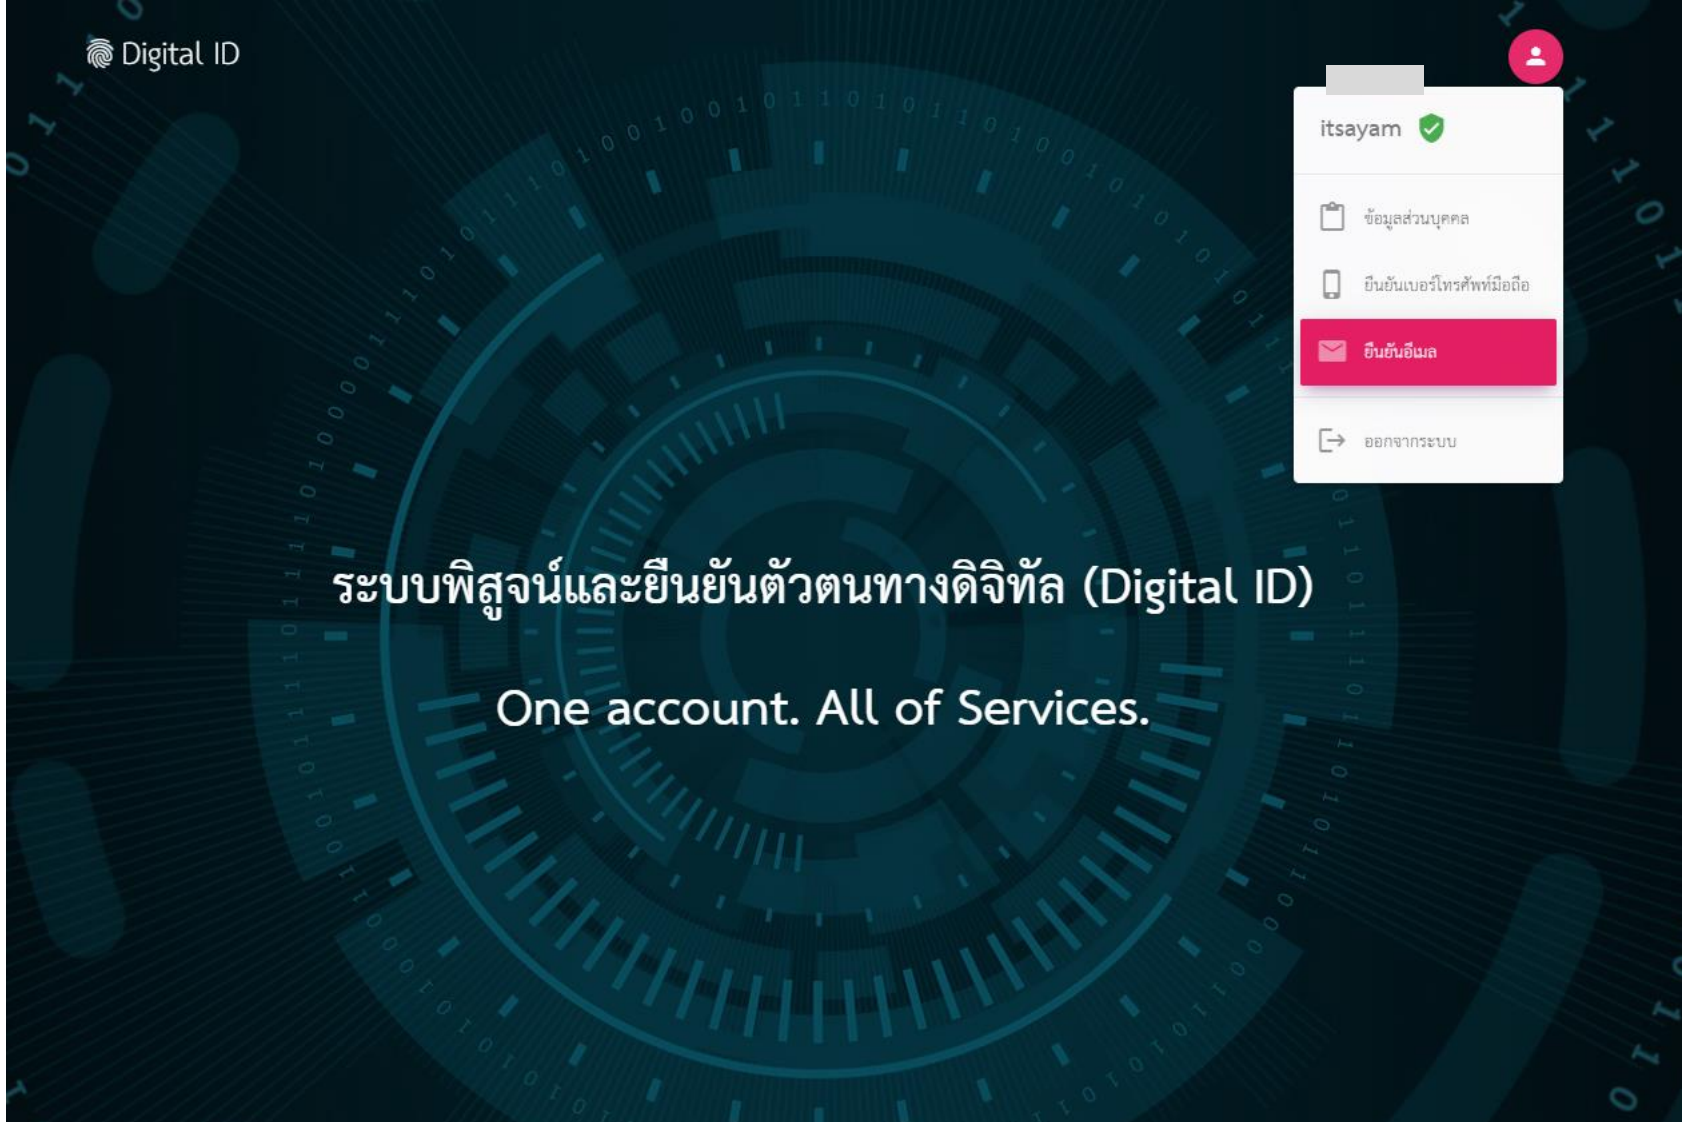 Digital ID
itsayam
ข้อมูลส่วนบุคคล
ยืนยันเบอร์โทรศัพท์มือถือ
ยืนยันอีเมล
ออกจากระบบ
ระบบพิสูจน์และยืนยันตัวตนทางดิจิทัล (Digital ID)
One account. All of Services.